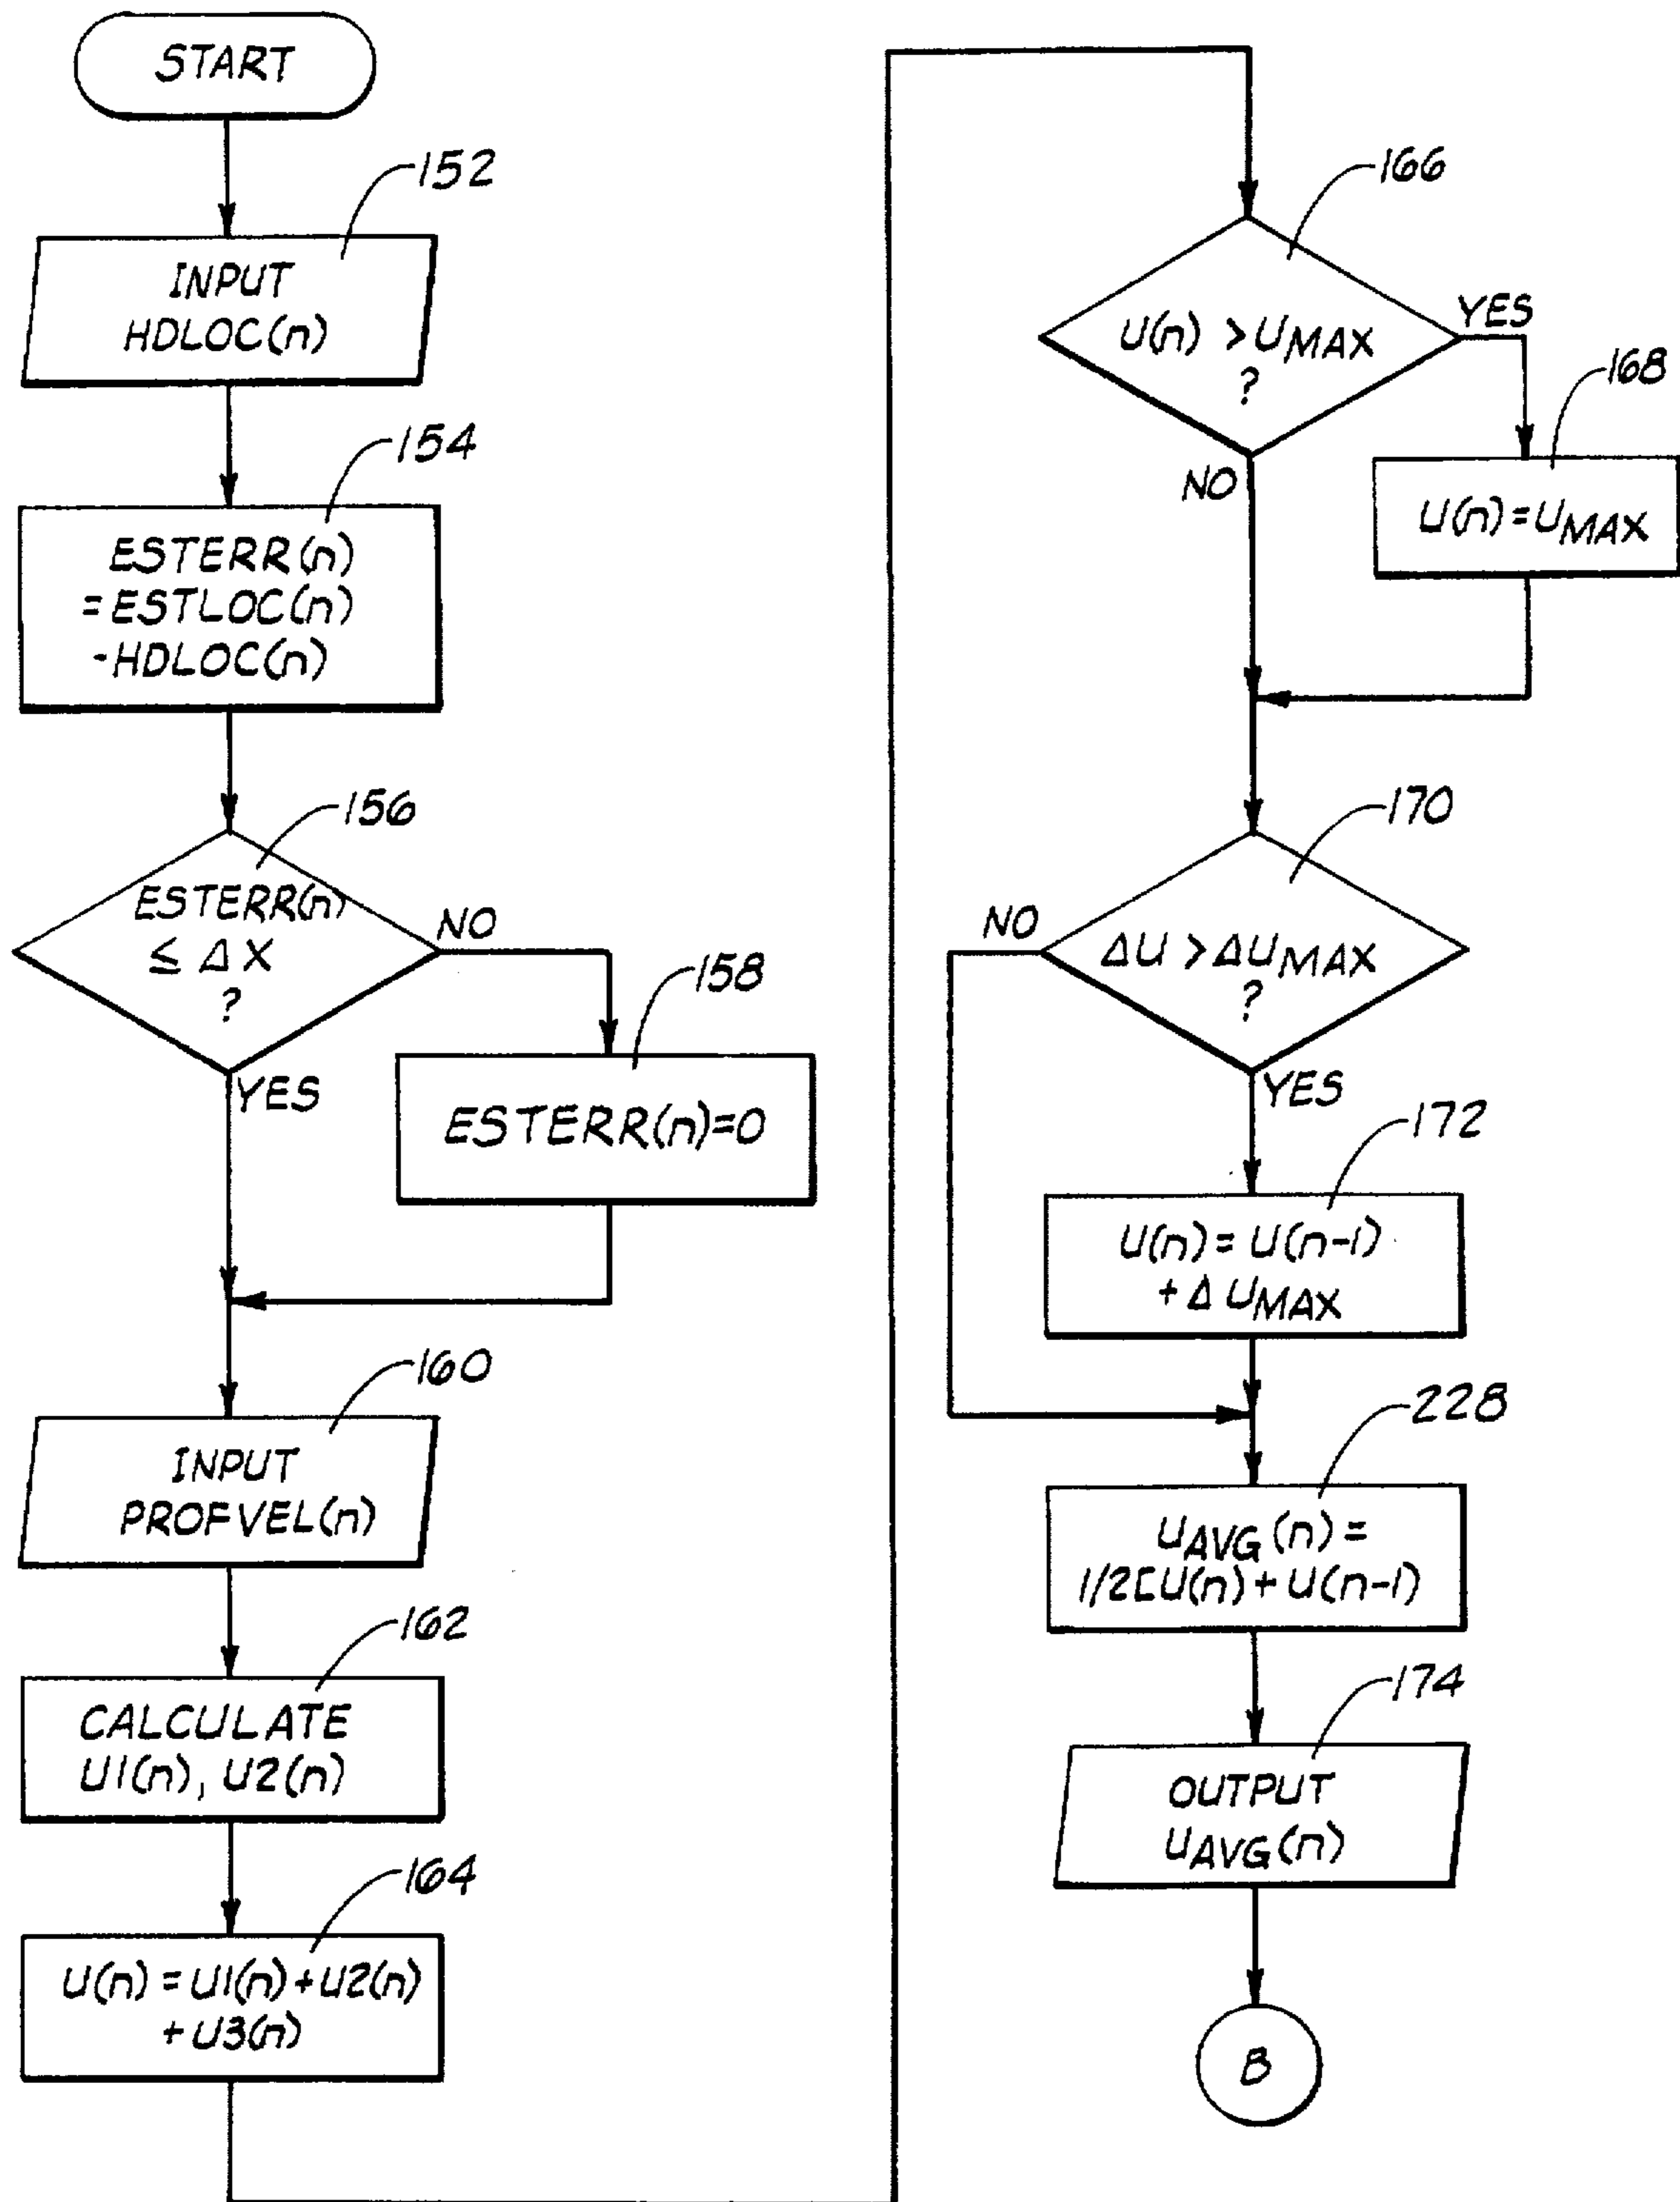 START
152
INPUT
HDLOC(n)
154
ESTERR(n)
=ESTLOC(n)
-HDLOC(n)
156
ESTERR(n)
≤ ΔX
?
NO
YES
158
ESTERR(n)=0
160
INPUT
PROFVEL(n)
162
CALCULATE
U1(n), U2(n)
164
U(n) = U1(n) + U2(n)
+ U3(n)
166
U(n) > UMAX
?
YES
NO
168
U(n) = UMAX
170
NO
ΔU > ΔUMAX
?
YES
172
U(n) = U(n-1)
+ Δ UMAX
228
UAVG (n) =
1/2[U(n) + U(n-1)
174
OUTPUT
UAVG (n)
B